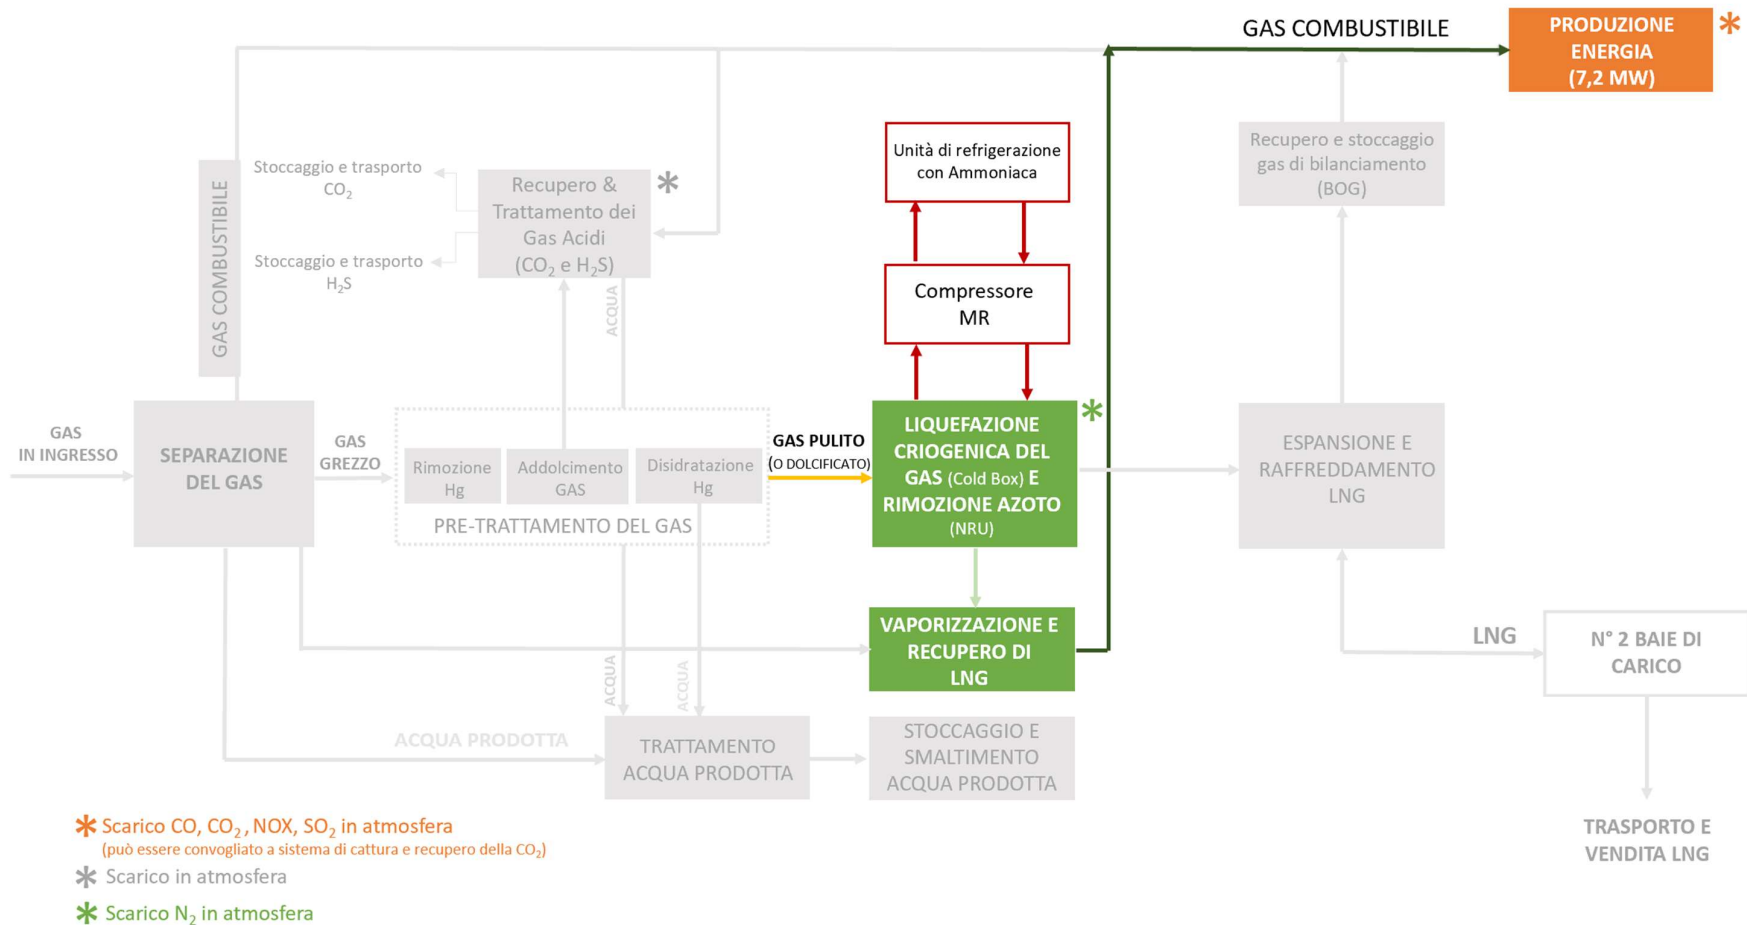 GAS COMBUSTIBILE
PRODUZIONE
ENERGIA
(7,2 MW)
*
Unità di refrigerazione
con Ammoniaca
Recupero e stoccaggio
gas di bilanciamento
(BOG)
Stoccaggio e trasporto
CO₂
Recupero &
Trattamento dei
Gas Acidi
(CO₂ e H₂S)
*
Stoccaggio e trasporto
H₂S
GAS COMBUSTIBILE
ACQUA
Compressore
MR
GAS
IN INGRESSO
SEPARAZIONE
DEL GAS
GAS
GREZZO
Rimozione
Hg
Addolcimento
GAS
Disidratazione
Hg
PRE-TRATTAMENTO DEL GAS
GAS PULITO
(O DOLCIFICATO)
LIQUEFAZIONE
CRIOGENICA DEL
GAS (Cold Box) E
RIMOZIONE AZOTO
(NRU)
*
ESPANSIONE E
RAFFREDDAMENTO
LNG
VAPORIZZAZIONE E
RECUPERO DI
LNG
LNG
N° 2 BAIE DI
CARICO
ACQUA
ACQUA
ACQUA PRODOTTA
TRATTAMENTO
ACQUA PRODOTTA
STOCCAGGIO E
SMALTIMENTO
ACQUA PRODOTTA
TRASPORTO E
VENDITA LNG
* Scarico CO, CO₂ , NOX, SO₂ in atmosfera
(può essere convogliato a sistema di cattura e recupero della CO₂)
* Scarico in atmosfera
* Scarico N₂ in atmosfera